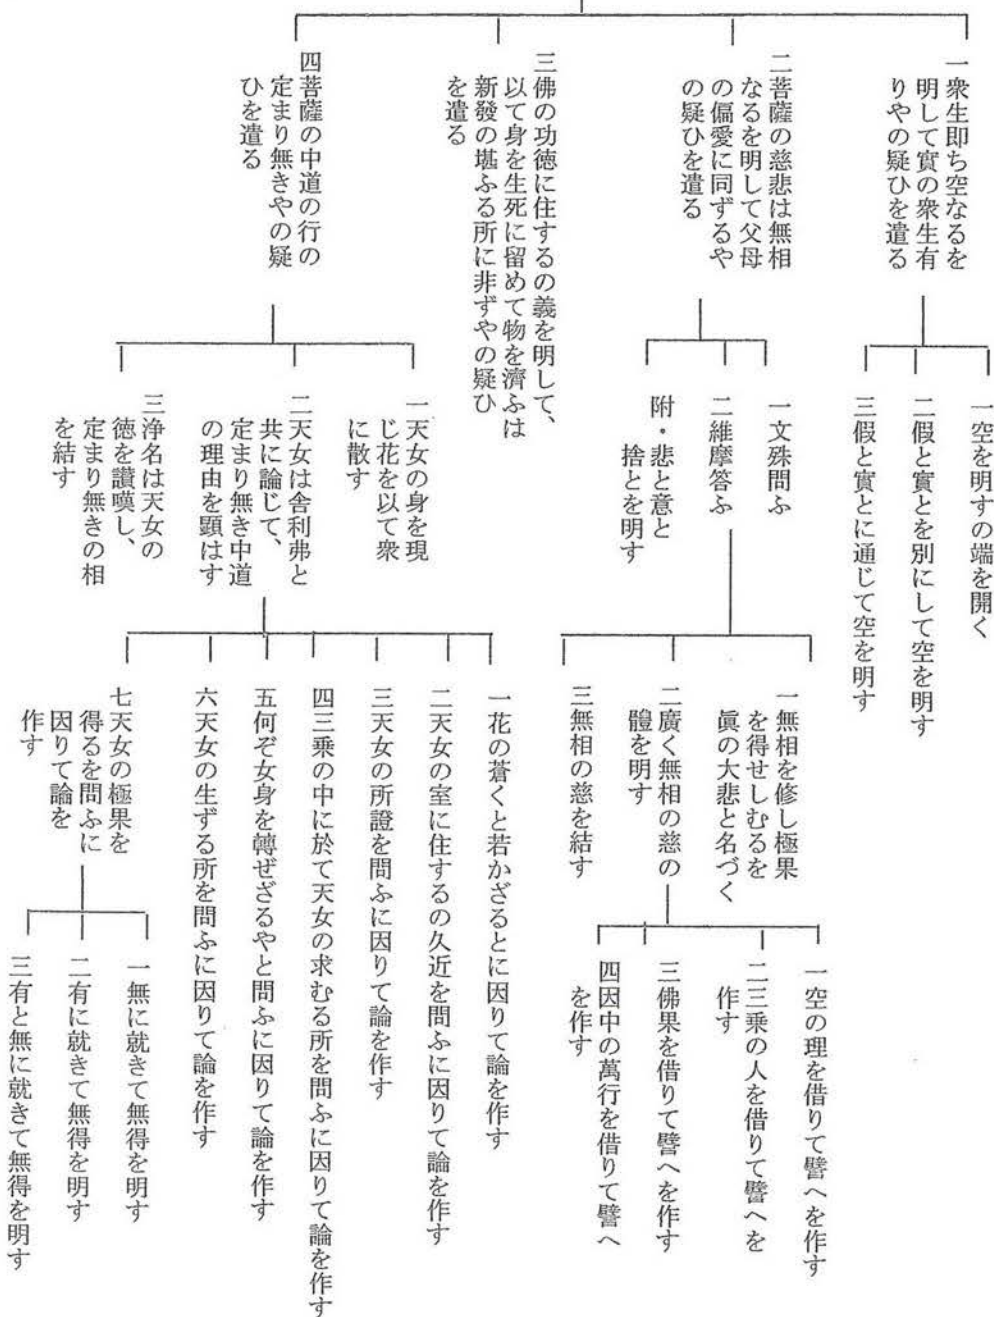 一衆生即ち空なるを
明して實の衆生有
りやの疑ひを遣る
一空を明すの端を開く
二假と實とを別にして空を明す
三假と實とに通じて空を明す
二菩薩の慈悲は無相
なるを明して父母
の偏愛に同ずるや
の疑ひを遣る
一文殊問ふ
二維摩答ふ
附・悲と意と
捨とを明す
一無相を修し極果
を得せしむるを
眞の大悲と名づく
二廣く無相の慈の
體を明す
三無相の慈を結す
一空の理を借りて譬へを作す
二三乘の人を借りて譬へを
作す
三佛果を借りて譬へを作す
四因中の萬行を借りて譬へ
を作す
三佛の功德に住するの義を明して、
以て身を生死に留めて物を濟ふは
新發の堪ふる所に非ずやの疑ひ
を遣る
四菩薩の中道の行の
定まり無きやの疑
ひを遣る
一天女の身を現
じ花を以て衆
に散す
二天女は舎利弗と
共に論じて、
定まり無き中道
の理由を顯はす
三浄名は天女の
徳を讃嘆し、
定まり無きの相
を結す
一花の蒼くと若かざるとに因りて論を作す
二天女の室に住するの久近を問ふに因りて論を作す
三天女の所證を問ふに因りて論を作す
四三乘の中に於て天女の求むる所を問ふに因りて論を作す
五何ぞ女身を轉ぜざるやと問ふに因りて論を作す
六天女の生ずる所を問ふに因りて論を作す
七天女の極果を
得るを問ふに
因りて論を
作す
一無に就きて無得を明す
二有に就きて無得を明す
三有と無に就きて無得を明す